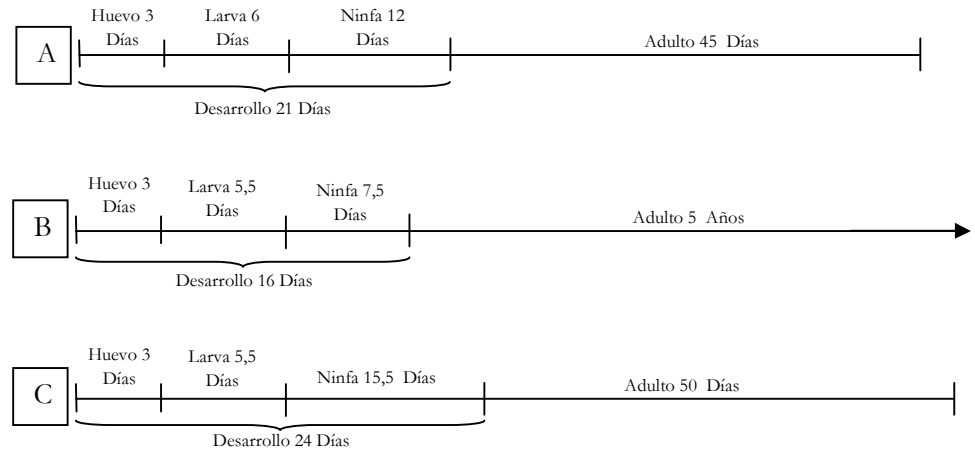 Huevo 3
Días
Larva 6
Días
Ninfa 12
Días
Adulto 45 Días
A
Desarrollo 21 Días
Huevo 3
Días
Larva 5,5
Días
Ninfa 7,5
Días
Adulto 5 Años
B
Desarrollo 16 Días
Huevo 3
Días
Larva 5,5
Días
Ninfa 15,5 Días
Adulto 50 Días
C
Desarrollo 24 Días